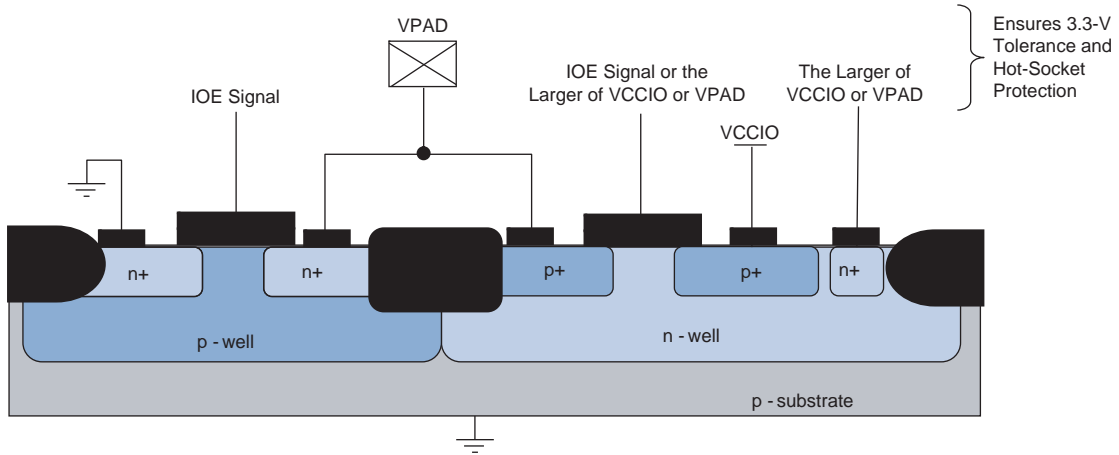 VPAD
Ensures 3.3-V
Tolerance and
Hot-Socket
Protection
IOE Signal
IOE Signal or the
Larger of VCCIO or VPAD
The Larger of
VCCIO or VPAD
VCCIO
n+
n+
p+
p+
n+
p - well
n - well
p - substrate